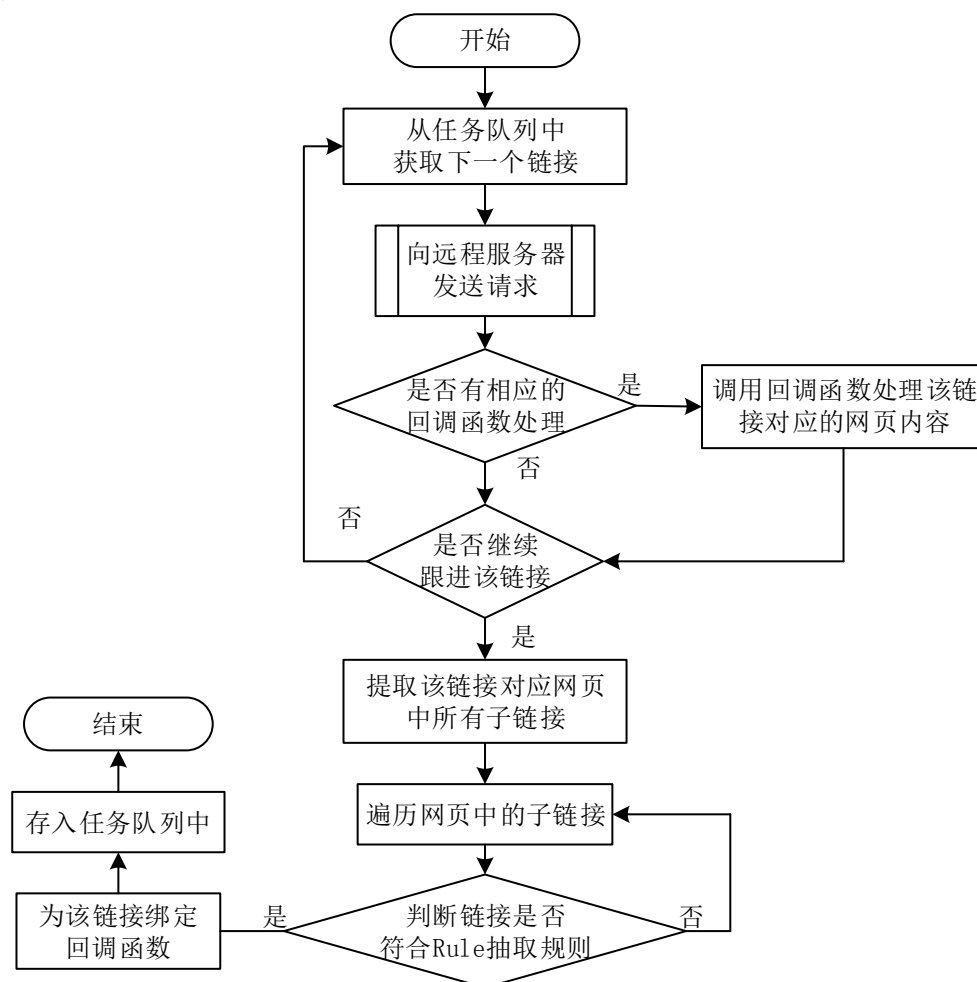 开始
从任务队列中
获取下一个链接
向远程服务器
发送请求
是否有相应的
回调函数处理
是
调用回调函数处理该链
接对应的网页内容
否
否
是否继续
跟进该链接
是
提取该链接对应网页
中所有子链接
结束
存入任务队列中
遍历网页中的子链接
为该链接绑定
回调函数
是
判断链接是否
符合Rule抽取规则
否